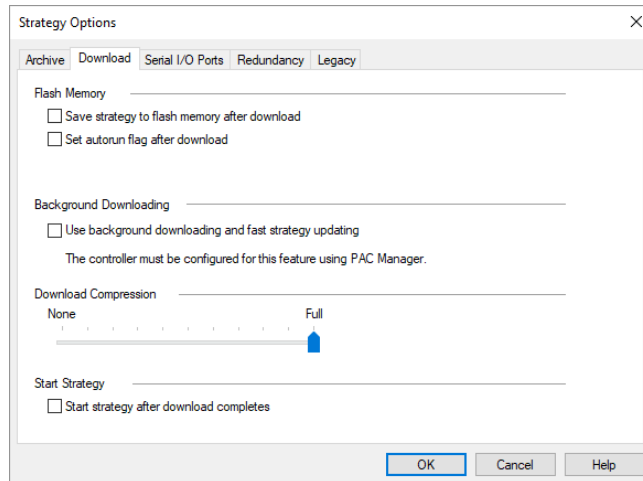 Strategy Options
Archive Download Serial I/O Ports Redundancy Legacy
Flash Memory
Save strategy to flash memory after download
Set autorun flag after download
Background Downloading
Use background downloading and fast strategy updating
The controller must be configured for this feature using PAC Manager.
Download Compression
None Full
Start Strategy
Start strategy after download completes
OK Cancel Help